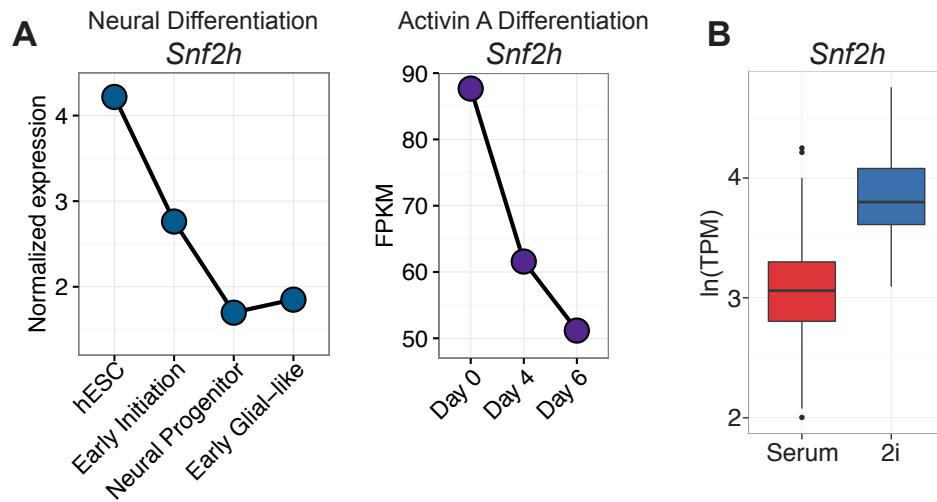 A
Neural Differentiation
Snf2h
Normalized expression
4
3
2
hESC
Early Initiation
Neural Progenitor
Early Glial–like
Activin A Differentiation
Snf2h
FPKM
90
80
70
60
50
Day 0
Day 4
Day 6
B
Snf2h
ln(TPM)
4
3
2
Serum
2i